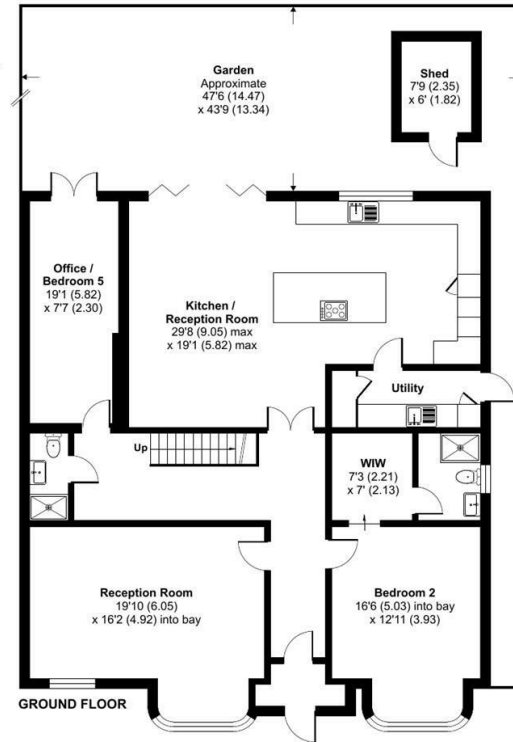 Garden
Approximate
47'6 (14.47)
x 43'9 (13.34)
Shed
7'9 (2.35)
x 6' (1.82)
Office /
Bedroom 5
19'1 (5.82)
x 7'7 (2.30)
Kitchen /
Reception Room
29'8 (9.05) max
x 19'1 (5.82) max
Utility
Up
WIW
7'3 (2.21)
x 7' (2.13)
Reception Room
19'10 (6.05)
x 16'2 (4.92) into bay
Bedroom 2
16'6 (5.03) into bay
x 12'11 (3.93)
GROUND FLOOR